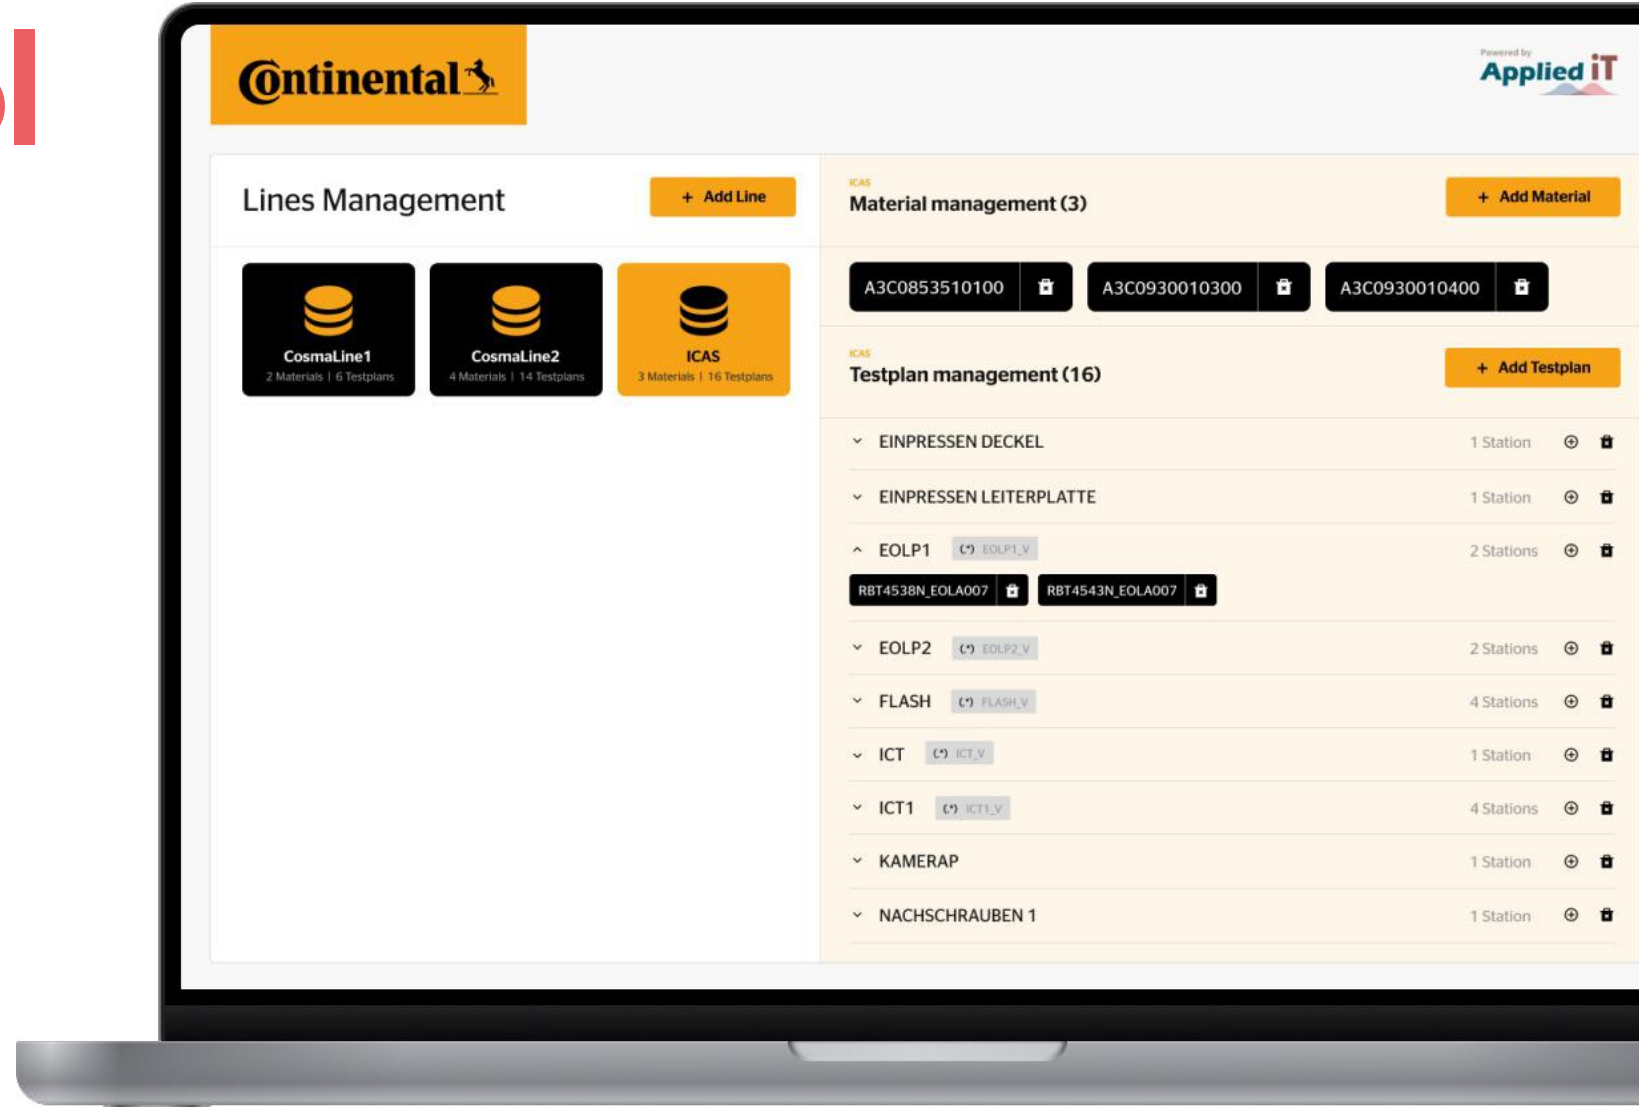 Continental
Powered by
Applied iT
Lines Management
+ Add Line
CosmaLine1
2 Materials | 6 Testplans
CosmaLine2
4 Materials | 14 Testplans
ICAS
3 Materials | 16 Testplans
ICAS
Material management (3)
+ Add Material
A3C0853510100
A3C0930010300
A3C0930010400
ICAS
Testplan management (16)
+ Add Testplan
EINPRESSEN DECKEL
1 Station
EINPRESSEN LEITERPLATTE
1 Station
EOLP1 (.*) EOLP1_V
2 Stations
RBT4538N_EOLA007
RBT4543N_EOLA007
EOLP2 (.*) EOLP2_V
2 Stations
FLASH (.*) FLASH_V
4 Stations
ICT (.*) ICT_V
1 Station
ICT1 (.*) ICT1_V
4 Stations
KAMERAP
1 Station
NACHSCHRAUBEN 1
1 Station